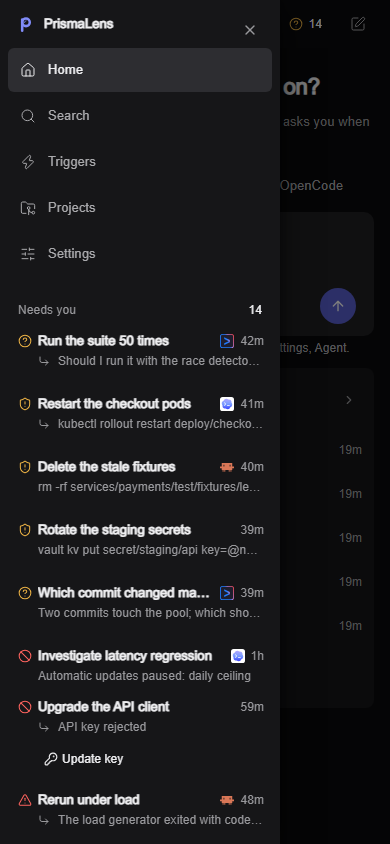 PrismaLens
14
Home
on?
Search
asks you when
Triggers
OpenCode
Projects
Settings
Needs you 14
Run the suite 50 times 42m
Should I run it with the race detecto...
ttings, Agent.
Restart the checkout pods 41m
kubectl rollout restart deploy/checko...
19m
Delete the stale fixtures 40m
rm -rf services/payments/test/fixtures/le...
19m
Rotate the staging secrets 39m
vault kv put secret/staging/api key=@n...
19m
Which commit changed ma... 39m
Two commits touch the pool; which sho...
19m
19m
Investigate latency regression 1h
Automatic updates paused: daily ceiling
Upgrade the API client 59m
API key rejected
Update key
Rerun under load 48m
The load generator exited with code...